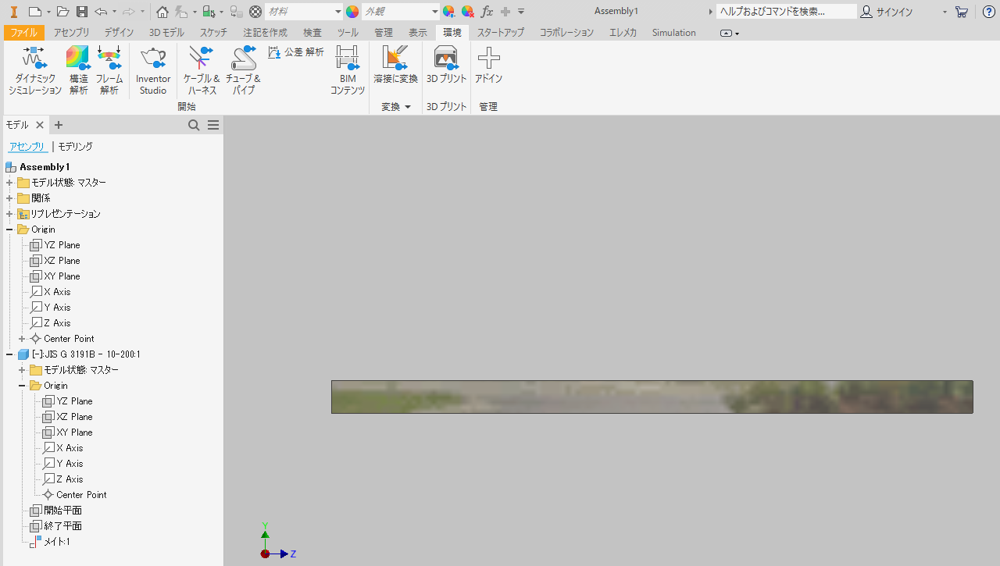 材料 外観 fx Assembly1 ヘルプおよびコマンドを検索... サインイン
ファイル アセンブリ デザイン 3D モデル スケッチ 注記を作成 検査 ツール 管理 表示 環境 スタートアップ コラボレーション エレメカ Simulation
ダイナミック シミュレーション
構造 解析
フレーム 解析
Inventor Studio
ケーブル & ハーネス
チューブ & パイプ
公差 解析
BIM コンテンツ
溶接に変換
3D プリント
アドイン
開始 変換 3D プリント 管理
モデル
アセンブリ | モデリング
Assembly1
モデル状態: マスター
関係
リプレゼンテーション
Origin
YZ Plane
XZ Plane
XY Plane
X Axis
Y Axis
Z Axis
Center Point
[-]:JIS G 3191B - 10-200:1
モデル状態: マスター
Origin
YZ Plane
XZ Plane
XY Plane
X Axis
Y Axis
Z Axis
Center Point
開始平面
終了平面
メイト:1
Y
Z